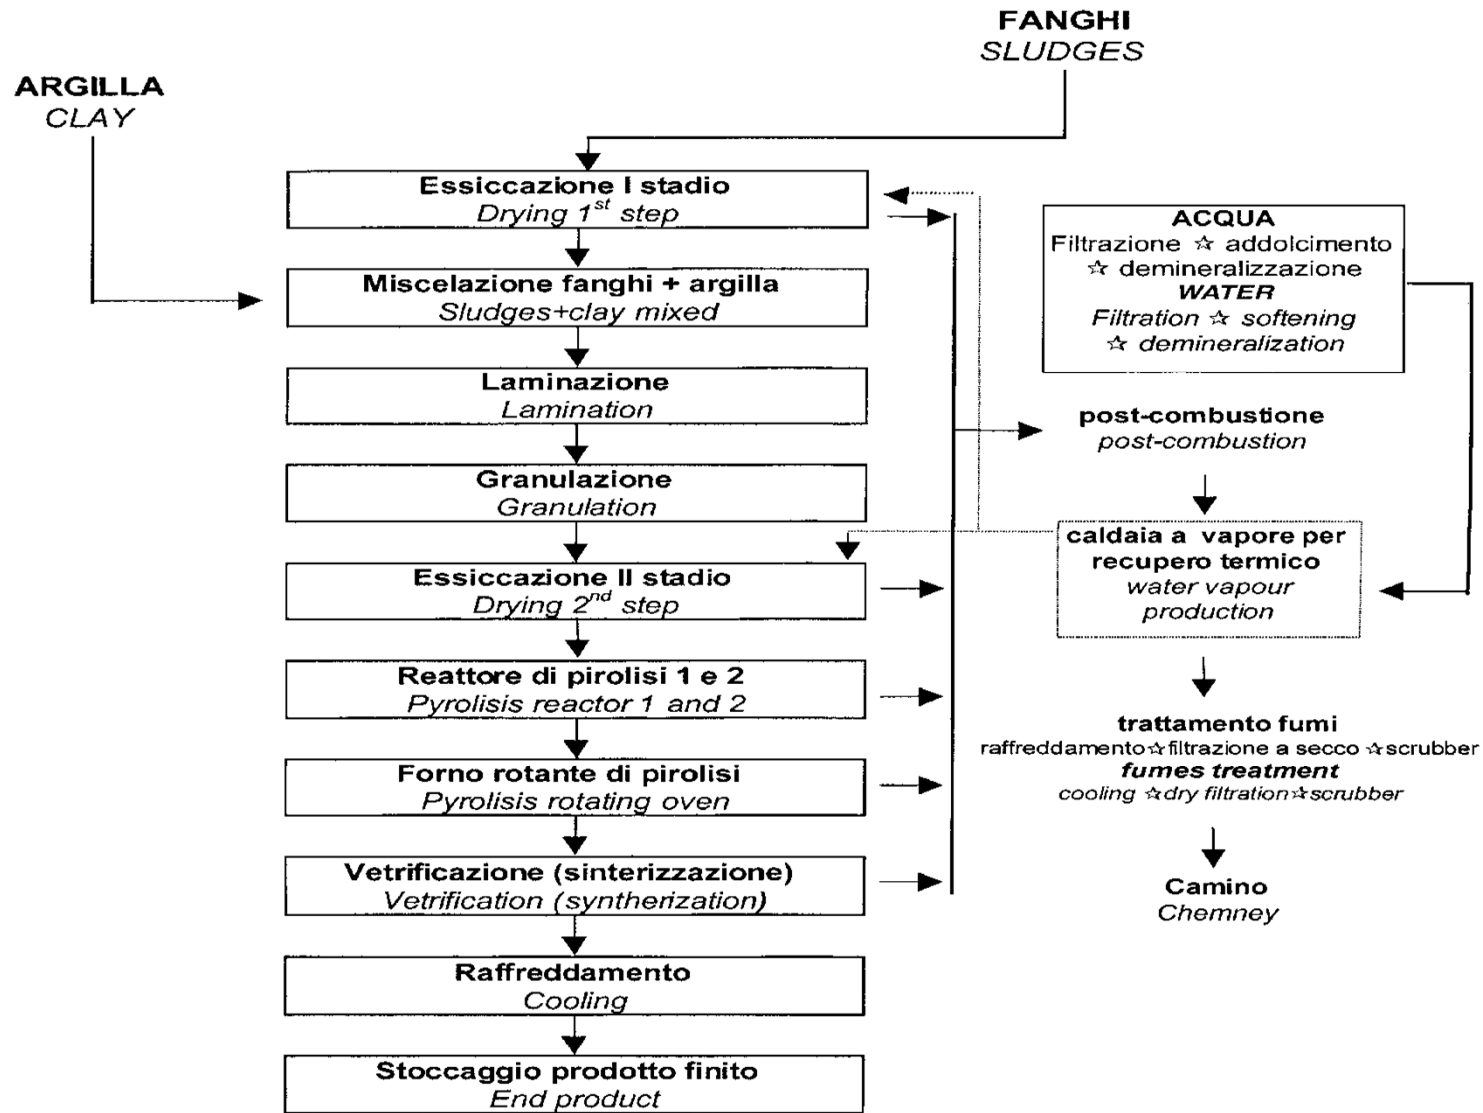 FANGHI
SLUDGES
ARGILLA
CLAY
Essiccazione I stadio
Drying 1st step
Miscelazione fanghi + argilla
Sludges+clay mixed
Laminazione
Lamination
Granulazione
Granulation
Essiccazione II stadio
Drying 2nd step
Reattore di pirolisi 1 e 2
Pyrolisis reactor 1 and 2
Forno rotante di pirolisi
Pyrolisis rotating oven
Vetrificazione (sinterizzazione)
Vetrification (syntherization)
Raffreddamento
Cooling
Stoccaggio prodotto finito
End product
ACQUA
Filtrazione ☆ addolcimento
☆ demineralizzazione
WATER
Filtration ☆ softening
☆ demineralization
post-combustione
post-combustion
caldaia a vapore per
recupero termico
water vapour
production
trattamento fumi
raffreddamento☆filtrazione a secco ☆scrubber
fumes treatment
cooling ☆dry filtration☆scrubber
Camino
Chemney